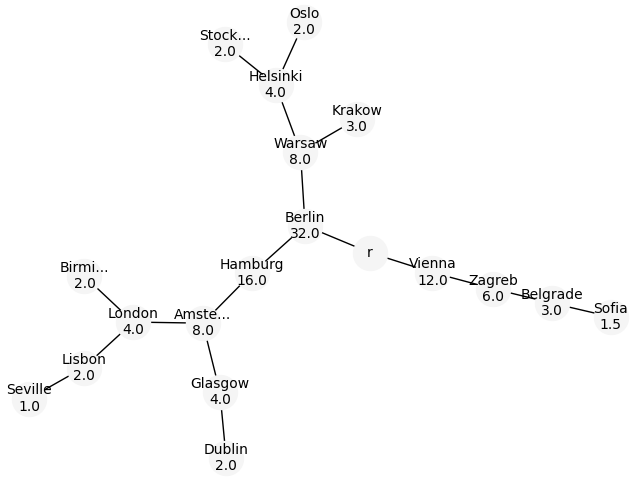 Oslo
2.0
Stock...
2.0
Helsinki
4.0
Krakow
3.0
Warsaw
8.0
Berlin
32.0
r
Hamburg
16.0
Vienna
12.0
Zagreb
6.0
Belgrade
3.0
Sofia
1.5
Birmi...
2.0
London
4.0
Amste...
8.0
Lisbon
2.0
Seville
1.0
Glasgow
4.0
Dublin
2.0